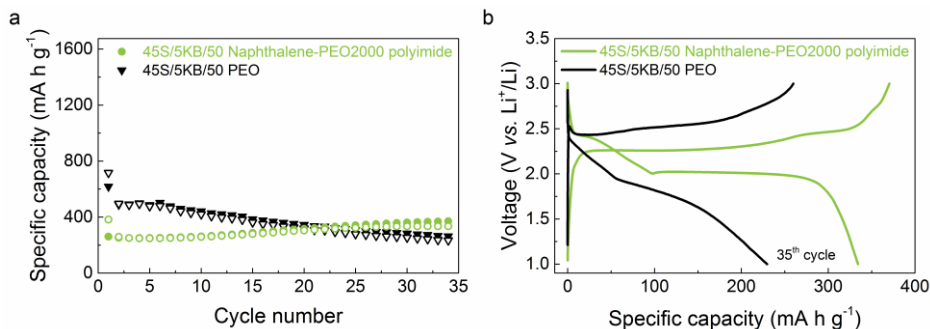 a
45S/5KB/50 Naphthalene-PEO2000 polyimide
45S/5KB/50 PEO
1600
1200
800
400
0
0 5 10 15 20 25 30 35
Specific capacity (mA h g⁻¹)
Cycle number
b
45S/5KB/50 Naphthalene-PEO2000 polyimide
45S/5KB/50 PEO
3.0
2.5
2.0
1.5
1.0
35th cycle
0 100 200 300 400
Voltage (V vs. Li⁺/Li)
Specific capacity (mA h g⁻¹)